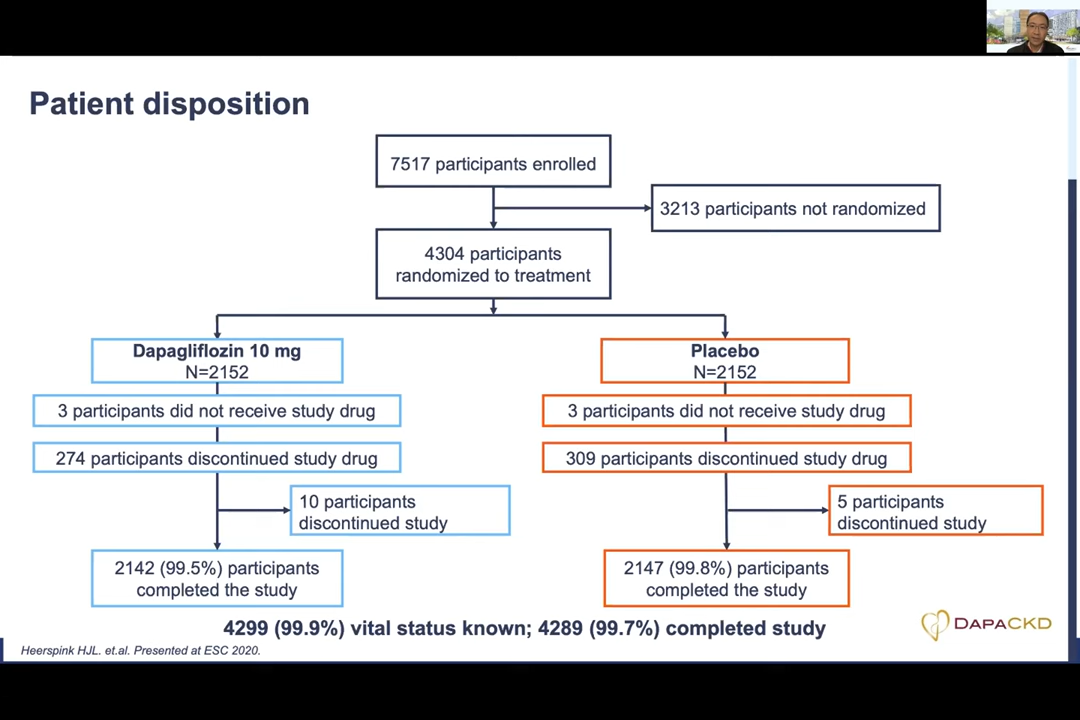 Patient disposition
7517 participants enrolled
3213 participants not randomized
4304 participants
randomized to treatment
Dapagliflozin 10 mg
N=2152
3 participants did not receive study drug
274 participants discontinued study drug
10 participants
discontinued study
2142 (99.5%) participants
completed the study
Placebo
N=2152
3 participants did not receive study drug
309 participants discontinued study drug
5 participants
discontinued study
2147 (99.8%) participants
completed the study
4299 (99.9%) vital status known; 4289 (99.7%) completed study
DAPACKD
Heerspink HJL. et.al. Presented at ESC 2020.